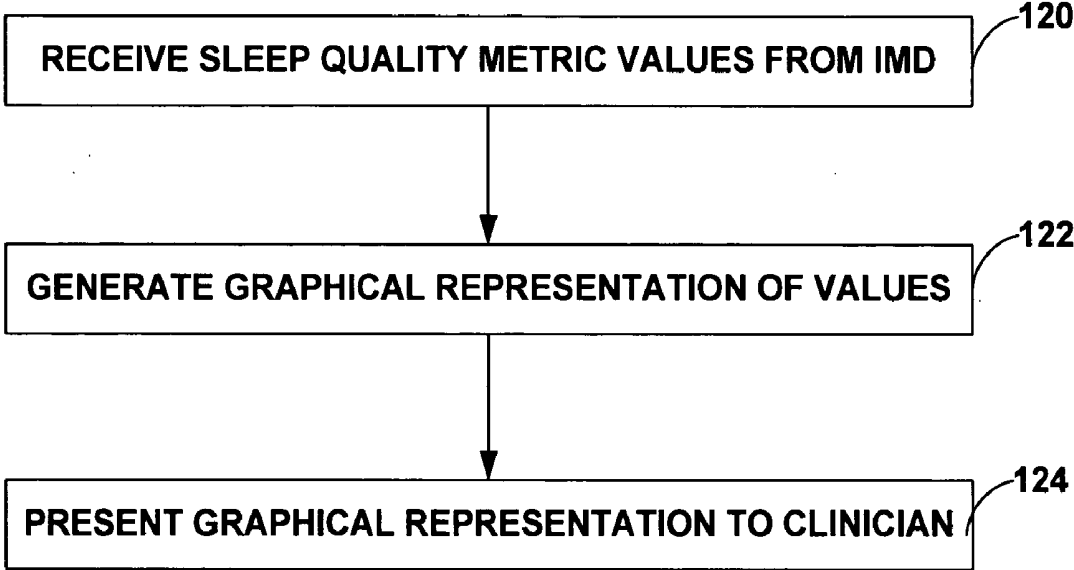 120
RECEIVE SLEEP QUALITY METRIC VALUES FROM IMD
122
GENERATE GRAPHICAL REPRESENTATION OF VALUES
124
PRESENT GRAPHICAL REPRESENTATION TO CLINICIAN